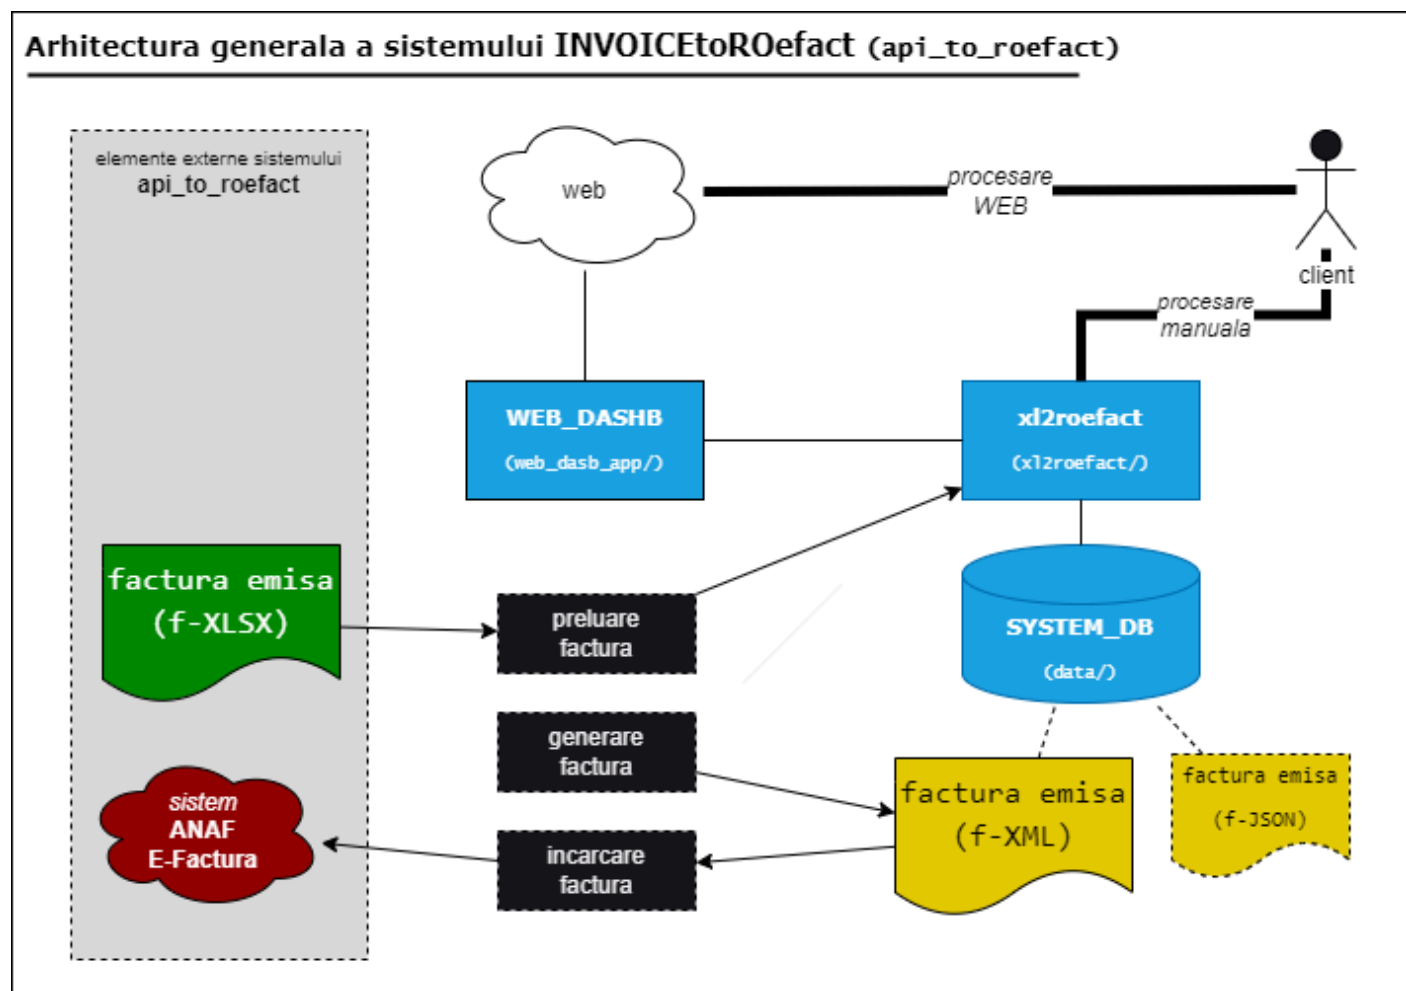 Arhitectura generala a sistemului INVOICEtoROefact (api_to_roefact)
elemente externe sistemului
api_to_roefact
web
procesare
WEB
client
procesare
manuala
WEB_DASHB
(web_dasb_app/)
xl2roefact
(xl2roefact/)
factura emisa
(f-XLSX)
preluare
factura
SYSTEM_DB
(data/)
generare
factura
factura emisa
(f-XML)
factura emisa
(f-JSON)
sistem
ANAF
E-Factura
incarcare
factura